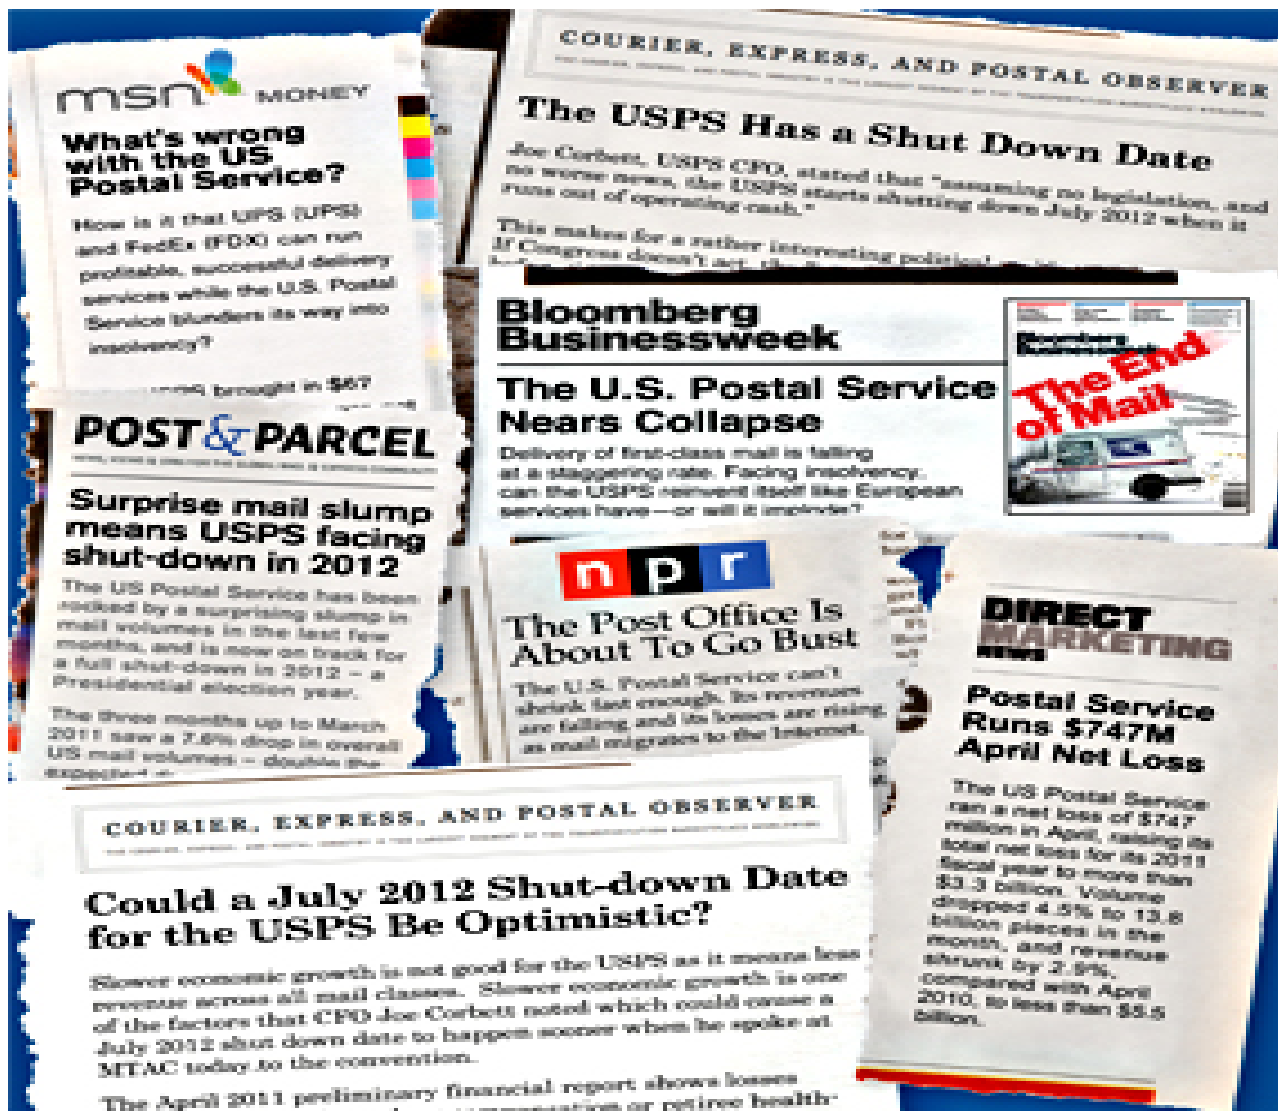 msn MONEY
What's wrong
with the US
Postal Service?
How is it that UPS (UPS)
and FedEx (FDX) can run
profitable, successful delivery
services while the U.S. Postal
Service blunders its way into
insolvency?
brought in $67
COURIER, EXPRESS, AND POSTAL OBSERVER
The USPS Has a Shut Down Date
Joe Corbett, USPS CFO, stated that "assuming no legislation, and
no worse news, the USPS starts shutting down July 2012 when it
runs out of operating cash."
This makes for a rather interesting political
If Congress doesn't act, the
Bloomberg
Businessweek
The U.S. Postal Service
Nears Collapse
Delivery of first-class mail is falling
at a staggering rate. Facing insolvency,
can the USPS reinvent itself like European
services have—or will it implode?
Bloomberg
Businessweek
The End
of Mail
POST & PARCEL
Surprise mail slump
means USPS facing
shut-down in 2012
The US Postal Service has been
rocked by a surprising slump in
mail volumes in the last few
months, and is now on track for
a full shut-down in 2012 – a
Presidential election year.
The three months up to March
2011 saw a 7.6% drop in overall
US mail volumes – double the
expected
npr
The Post Office Is
About To Go Bust
The U.S. Postal Service can't
shrink fast enough. Its revenues
are falling and its losses are rising
as mail migrates to the Internet.
DIRECT
MARKETING
NEWS
Postal Service
Runs $747M
April Net Loss
The US Postal Service
ran a net loss of $747
million in April, raising its
total net loss for its 2011
fiscal year to more than
$3.3 billion. Volume
dropped 4.5% to 13.8
billion pieces in the
month, and revenue
shrunk by 2.9%,
compared with April
2010, to less than $5.5
billion.
COURIER, EXPRESS, AND POSTAL OBSERVER
Could a July 2012 Shut-down Date
for the USPS Be Optimistic?
Slower economic growth is not good for the USPS as it means less
revenue across all mail classes. Slower economic growth is one
of the factors that CFO Joe Corbett noted which could cause a
July 2012 shut down date to happen sooner when he spoke at
MTAC today to the convention.
The April 2011 preliminary financial report shows losses
or retiree health-